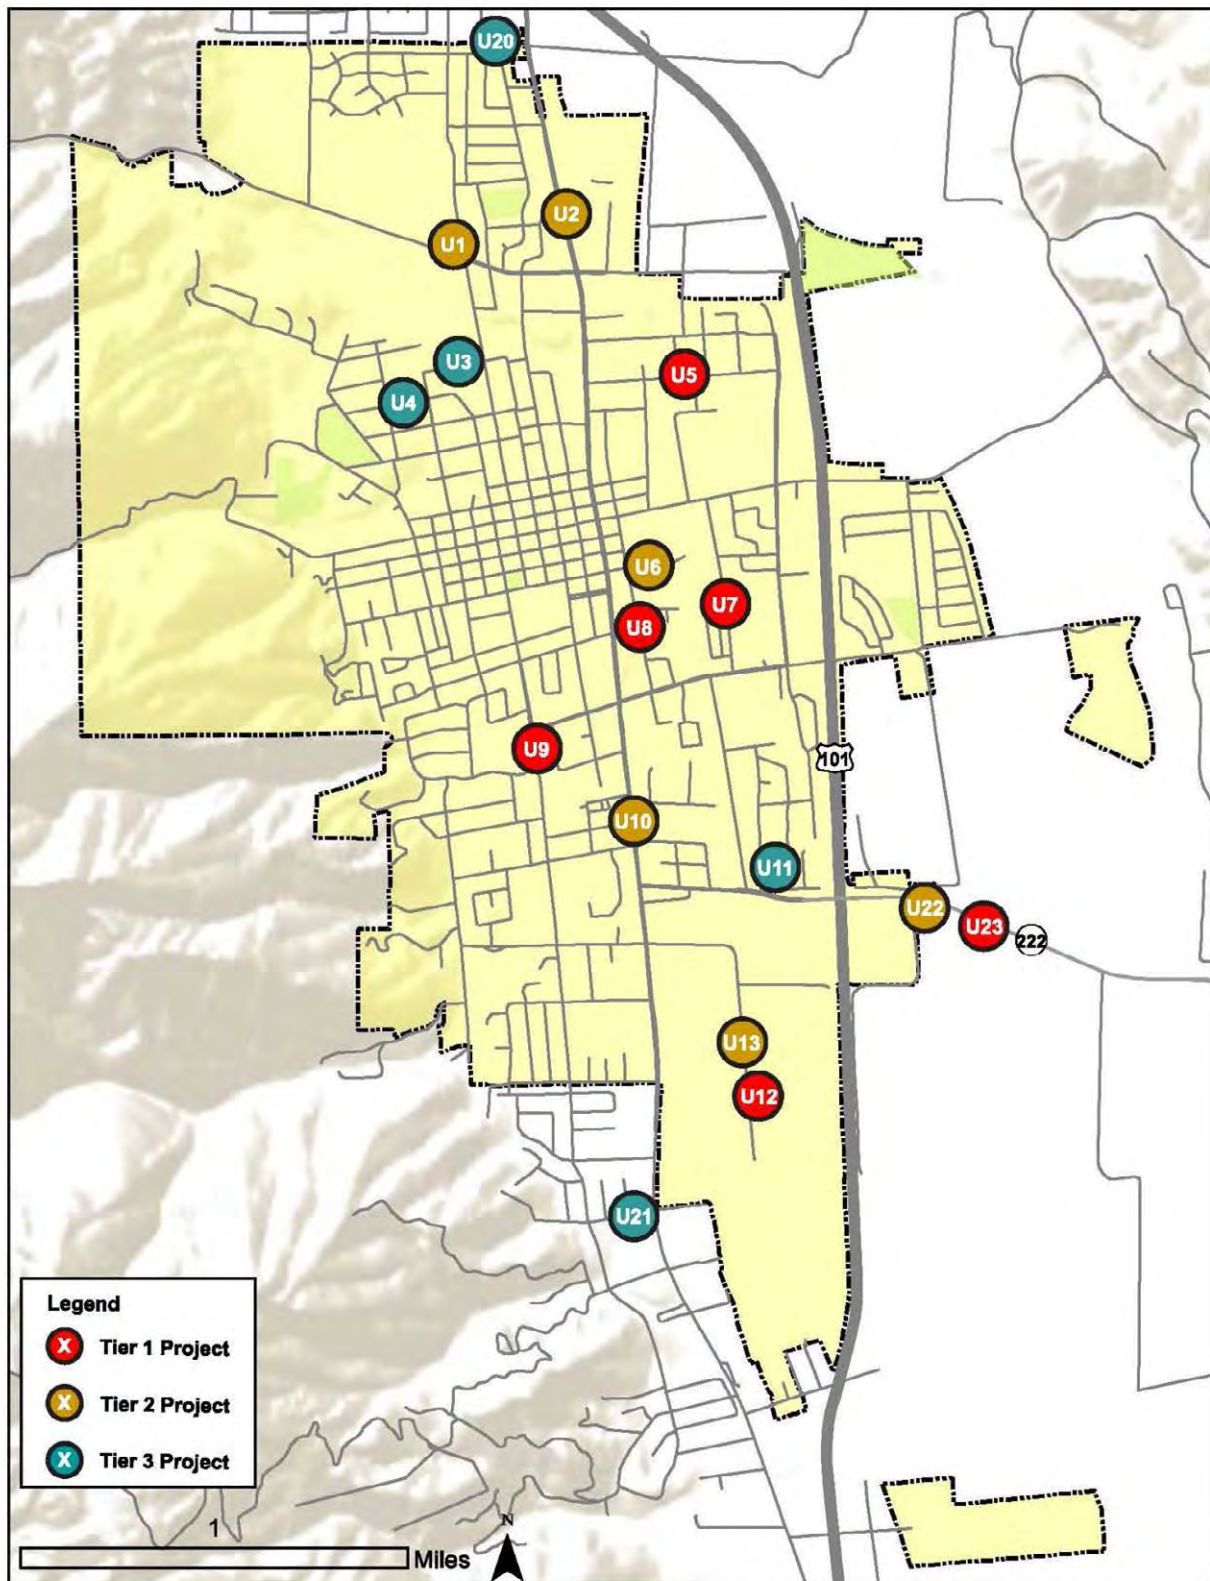 U20
U2
U1
U3
U5
U4
U6
U7
U8
U9
101
U10
U11
U22
U23
222
U13
U12
U21
Legend
X Tier 1 Project
X Tier 2 Project
X Tier 3 Project
1
N
Miles